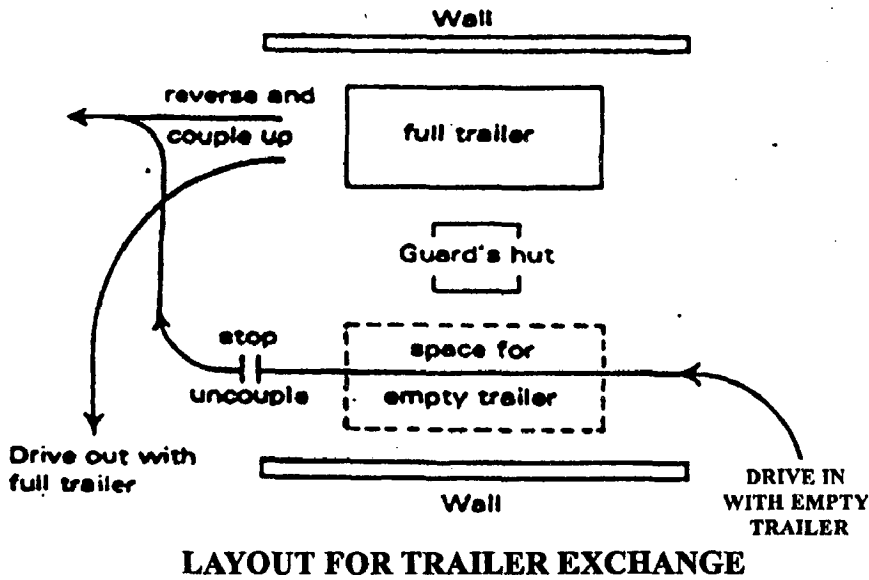 Wall
reverse and
couple up
full trailer
Guard's hut
stop
uncouple
space for
empty trailer
Drive out with
full trailer
Wall
DRIVE IN
WITH EMPTY
TRAILER
LAYOUT FOR TRAILER EXCHANGE